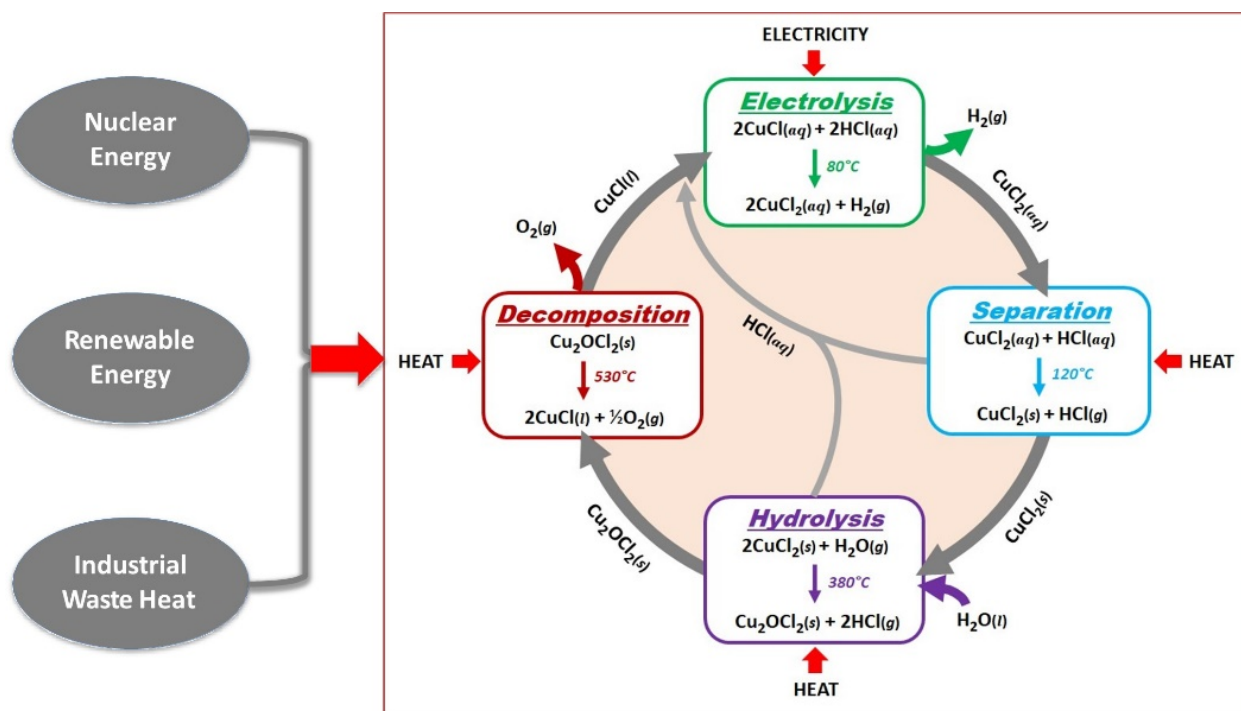 Nuclear
Energy
Renewable
Energy
Industrial
Waste Heat
ELECTRICITY
Electrolysis
2CuCl(aq) + 2HCl(aq)
80°C
2CuCl₂(aq) + H₂(g)
H₂(g)
CuCl₂(aq)
Separation
CuCl₂(aq) + HCl(aq)
120°C
CuCl₂(s) + HCl(g)
HEAT
CuCl₂(s)
Hydrolysis
2CuCl₂(s) + H₂O(g)
380°C
Cu₂OCl₂(s) + 2HCl(g)
H₂O(l)
HEAT
Cu₂OCl₂(s)
Decomposition
Cu₂OCl₂(s)
530°C
2CuCl(l) + ½O₂(g)
HEAT
O₂(g)
CuCl(l)
HCl(aq)